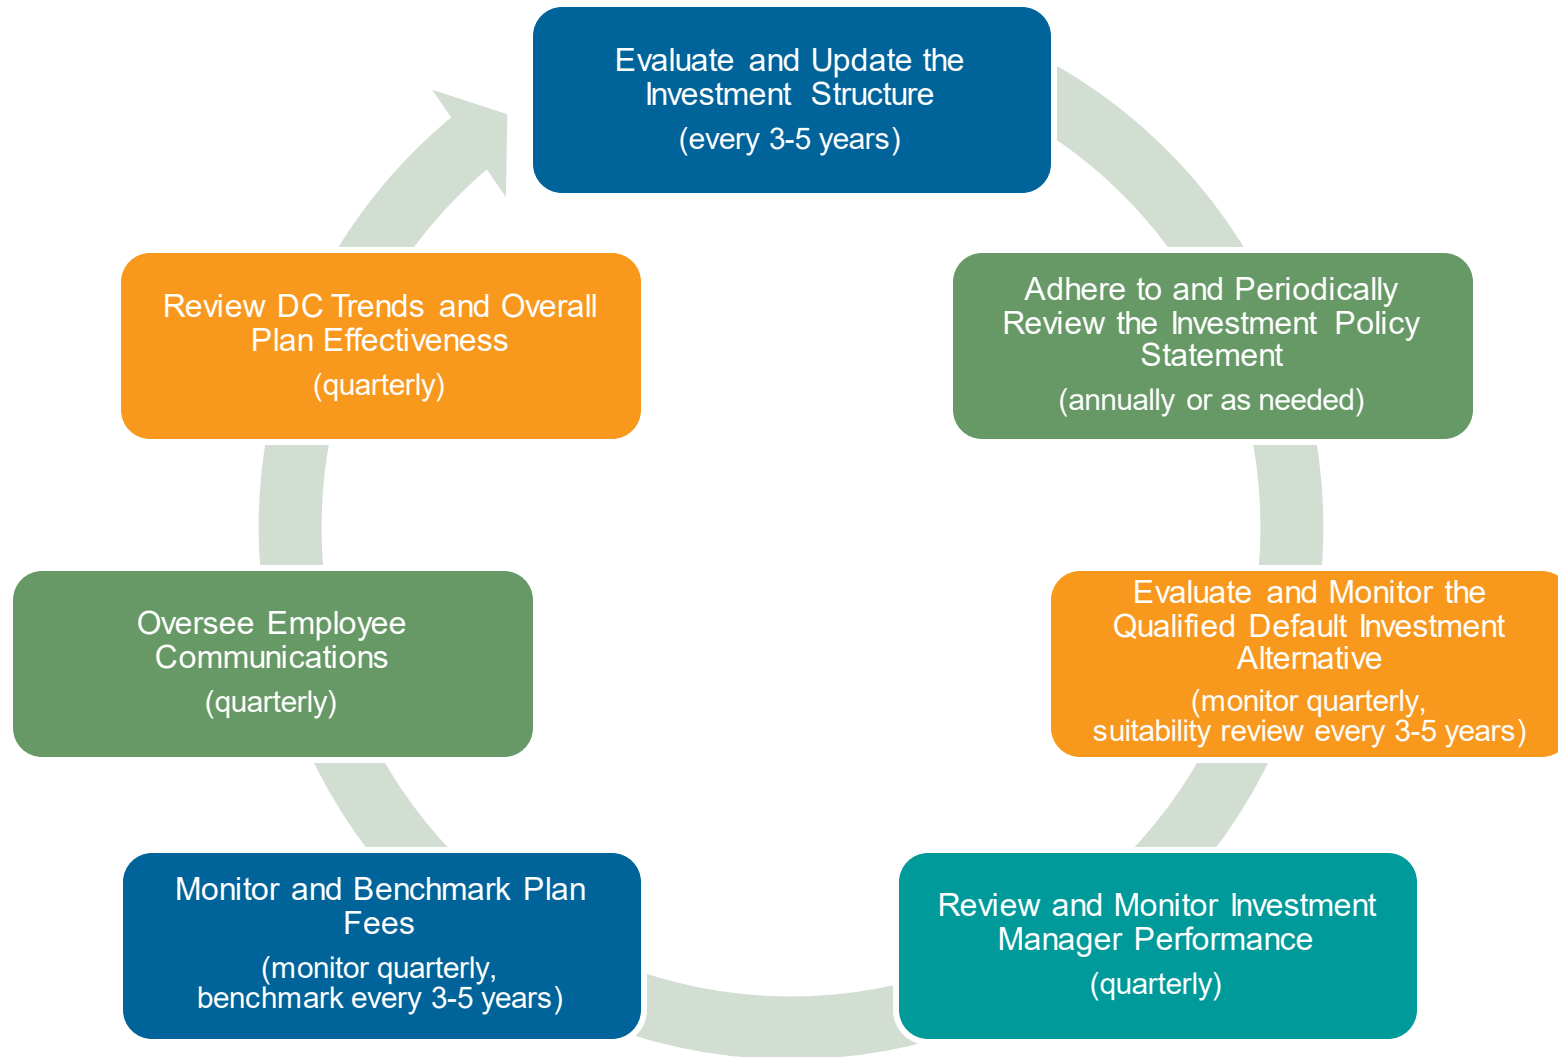 Evaluate and Update the
Investment Structure
(every 3-5 years)
Adhere to and Periodically
Review the Investment Policy
Statement
(annually or as needed)
Evaluate and Monitor the
Qualified Default Investment
Alternative
(monitor quarterly,
suitability review every 3-5 years)
Review and Monitor Investment
Manager Performance
(quarterly)
Monitor and Benchmark Plan
Fees
(monitor quarterly,
benchmark every 3-5 years)
Oversee Employee
Communications
(quarterly)
Review DC Trends and Overall
Plan Effectiveness
(quarterly)